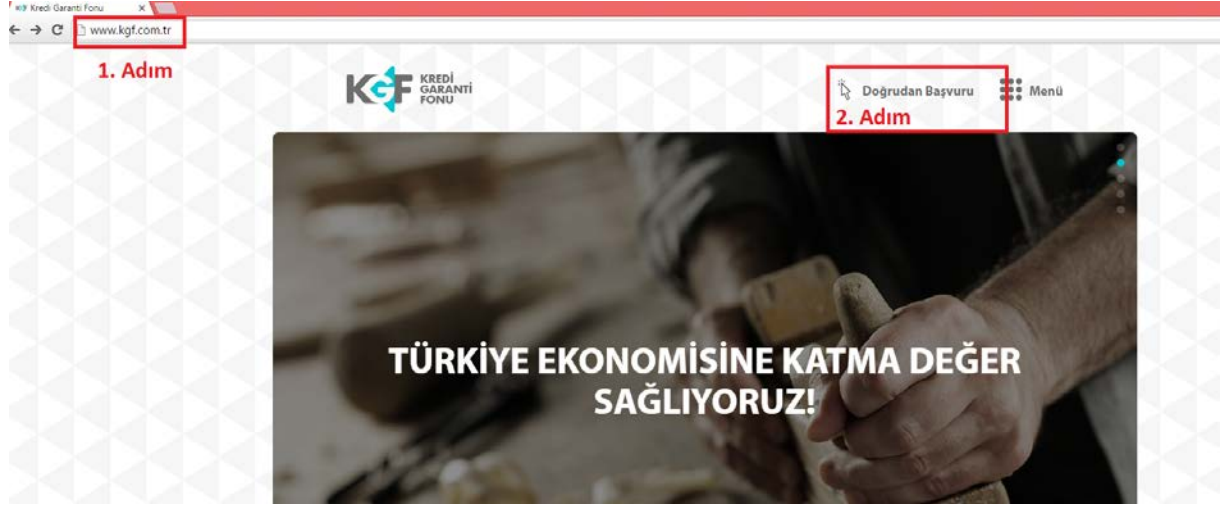 Kredi Garanti Fonu
www.kgf.com.tr
1. Adım
KGF KREDİ
GARANTİ
FONU
Doğrudan Başvuru
Menü
2. Adım
TÜRKİYE EKONOMİSİNE KATMA DEĞER
SAĞLIYORUZ!